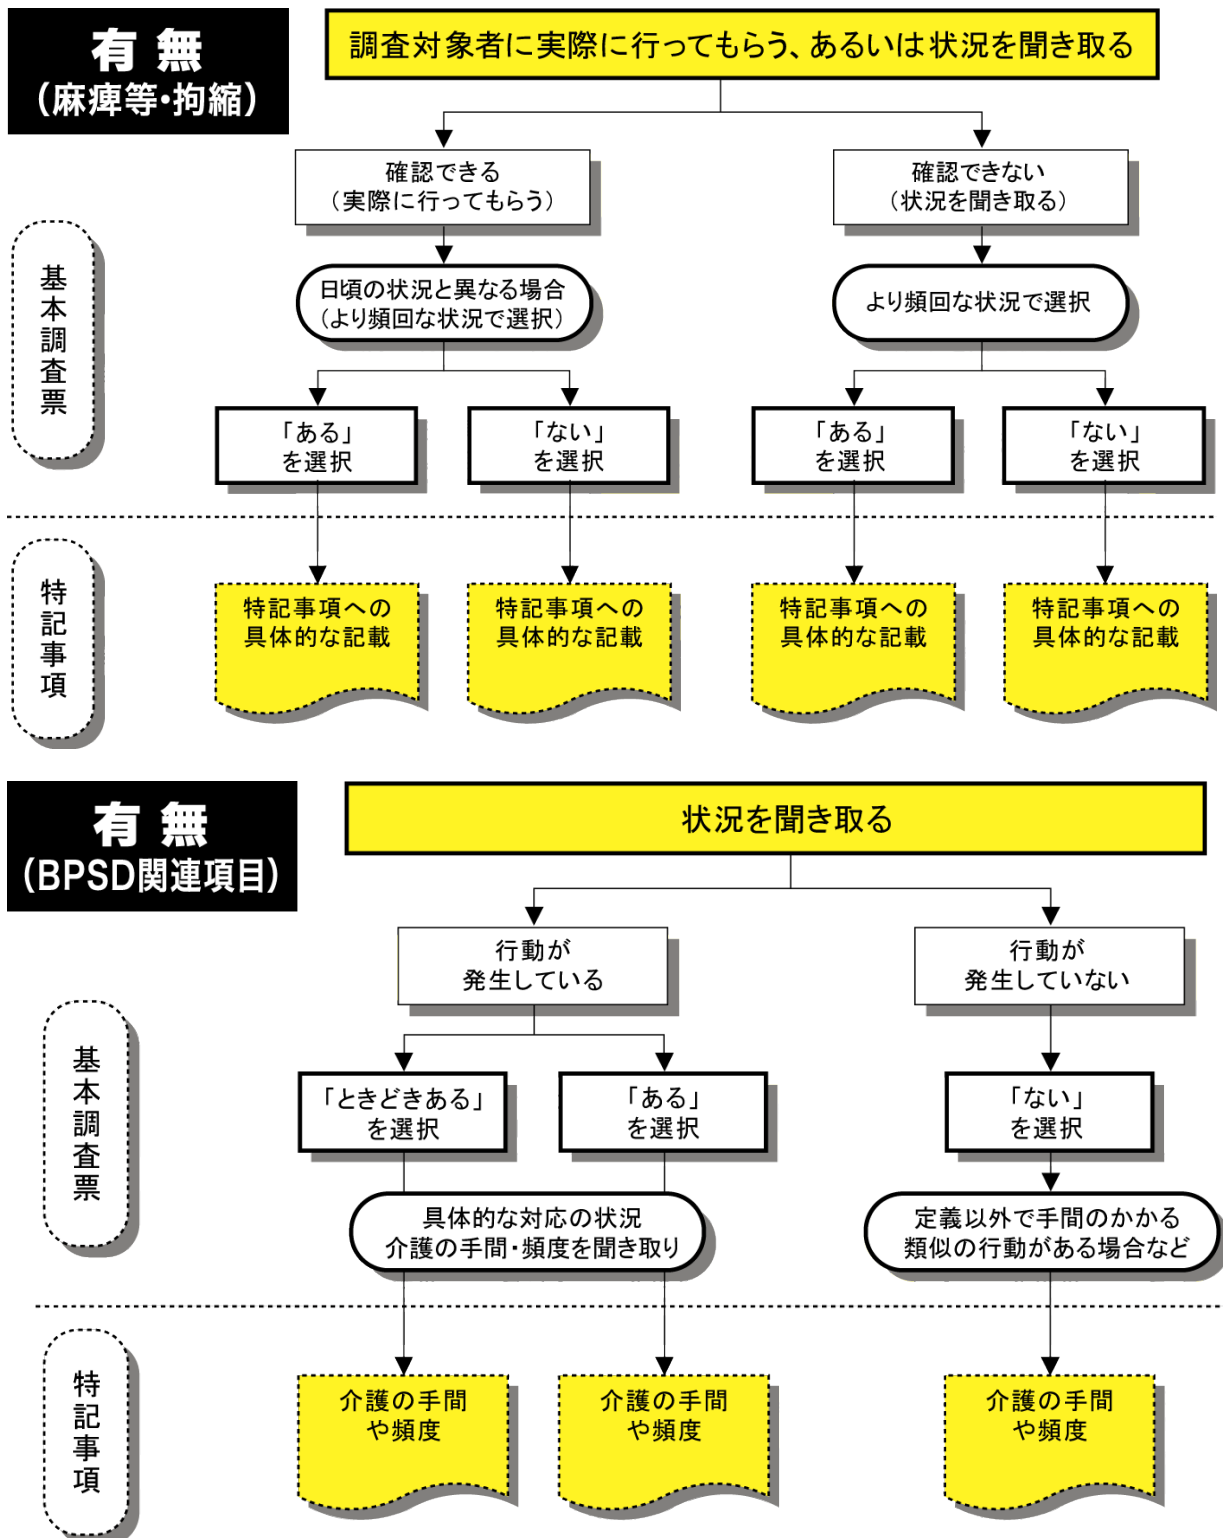 有 無
（麻痺等・拘縮）
調査対象者に実際に行ってもらう、あるいは状況を聞き取る
確認できる
（実際に行ってもらう）
確認できない
（状況を聞き取る）
基本調査票
日頃の状況と異なる場合
（より頻回な状況で選択）
より頻回な状況で選択
「ある」
を選択
「ない」
を選択
「ある」
を選択
「ない」
を選択
特記事項
特記事項への
具体的な記載
特記事項への
具体的な記載
特記事項への
具体的な記載
特記事項への
具体的な記載
有 無
（BPSD関連項目）
状況を聞き取る
行動が
発生している
行動が
発生していない
基本調査票
「ときどきある」
を選択
「ある」
を選択
「ない」
を選択
具体的な対応の状況
介護の手間・頻度を聞き取り
定義以外で手間のかかる
類似の行動がある場合など
特記事項
介護の手間
や頻度
介護の手間
や頻度
介護の手間
や頻度